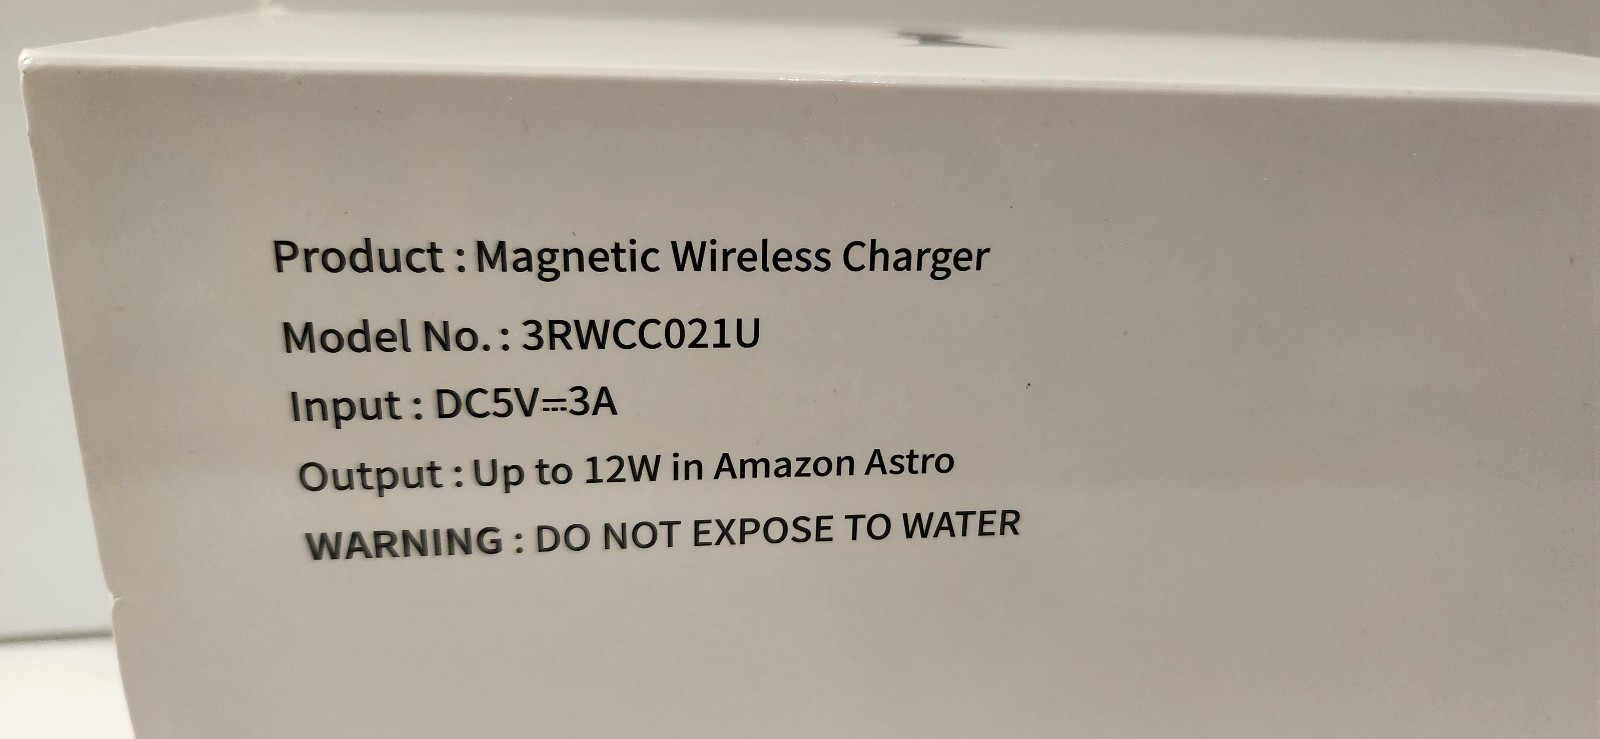 Product : Magnetic Wireless Charger
Model No. : 3RWCC021U
Input : DC5V⎓3A
Output : Up to 12W in Amazon Astro
WARNING : DO NOT EXPOSE TO WATER